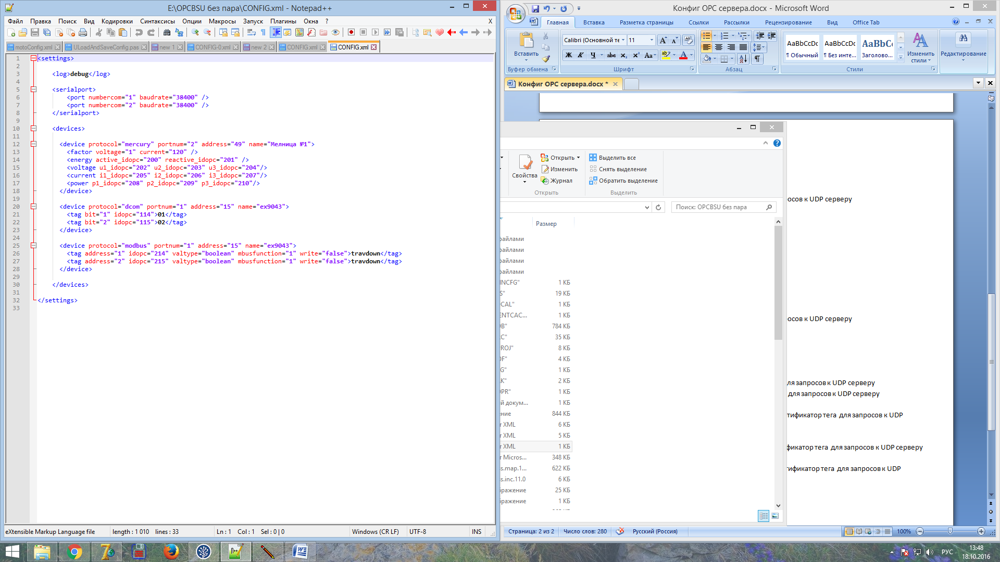 E:\OPCBSU без пара\CONFIG.xml - Notepad++
Файл Правка Поиск Вид Кодировки Синтаксисы Опции Макросы Запуск Плагины Окна ? X
motoConfig.xml ULoadAndSaveConfig.pas new 1 CONFIG-0.xml new 2 CONFIG.xml CONFIG.xml
1 <settings>
2
3 <log>debug</log>
4
5 <serialport>
6 <port numbercom="1" baudrate="38400" />
7 <port numbercom="2" baudrate="38400" />
8 </serialport>
9
10 <devices>
11
12 <device protocol="mercury" portnum="2" address="49" name="Мелница №1">
13 <factor voltage="1" current="120" />
14 <energy active_idopc="200" reactive_idopc="201" />
15 <voltage u1_idopc="202" u2_idopc="203" u3_idopc="204"/>
16 <current i1_idopc="205" i2_idopc="206" i3_idopc="207"/>
17 <power p1_idopc="208" p2_idopc="209" p3_idopc="210"/>
18 </device>
19
20 <device protocol="dcom" portnum="1" address="15" name="ex9043">
21 <tag bit="1" idopc="114">01</tag>
22 <tag bit="2" idopc="115">02</tag>
23 </device>
24
25 <device protocol="modbus" portnum="1" address="15" name="ex9043">
26 <tag address="1" idopc="214" valtype="boolean" mbusfunction="1" write="false">travdown</tag>
27 <tag address="2" idopc="215" valtype="boolean" mbusfunction="1" write="false">travdown</tag>
28 </device>
29
30 </devices>
31
32 </settings>
33
eXtensible Markup Language file length : 1 010 lines : 33 Ln : 1 Col : 1 Sel : 0 | 0 Windows (CR LF) UTF-8 INS
Конфиг OPC сервера.docx - Microsoft Word
Главная Вставка Разметка страницы Ссылки Рассылки Рецензирование Вид Office Tab
Вставить
Буфер обмена
Calibri (Основной те 11
Ж К Ч abc x₂ x² Aa
Шрифт
Абзац
AaBbCcDc AaBbCcDc AaBbC
¶ Обычный ¶ Без инте... Заголово...
Изменить стили
Стили
Редактирование
Конфиг OPC сервера.docx *
Свойства
Открыть
Изменить
Журнал
Открыть
Выделить все
Снять выделение
Обратить выделение
Выделить
Поиск: OPCBSU без пара
Размер
файлами
файлами
файлами
файлами
INCFG" 1 КБ
S" 19 КБ
OCAL" 1 КБ
ENTCAC... 1 КБ
DB" 784 КБ
C" 35 КБ
ROJ" 8 КБ
OF" 4 КБ
G" 1 КБ
AK" 2 КБ
OPR" 1 КБ
й докум... 1 КБ
ение 844 КБ
т XML 6 КБ
т XML 5 КБ
т XML 1 КБ
т Micros... 348 КБ
s.map.1... 622 КБ
ss.inc.11.0 6 КБ
бражение 25 КБ
бражение 1 КБ
осов к UDP серверу
осов к UDP серверу
ля запросов к UDP серверу
для запросов к UDP серверу
тификатор тега для запросов к UDP
фикатор тега для запросов к UDP серверу
тификатор тега для запросов к UDP
Страница: 2 из 2 Число слов: 280 Русский (Россия) 100%
РУС
13:48
18.10.2016